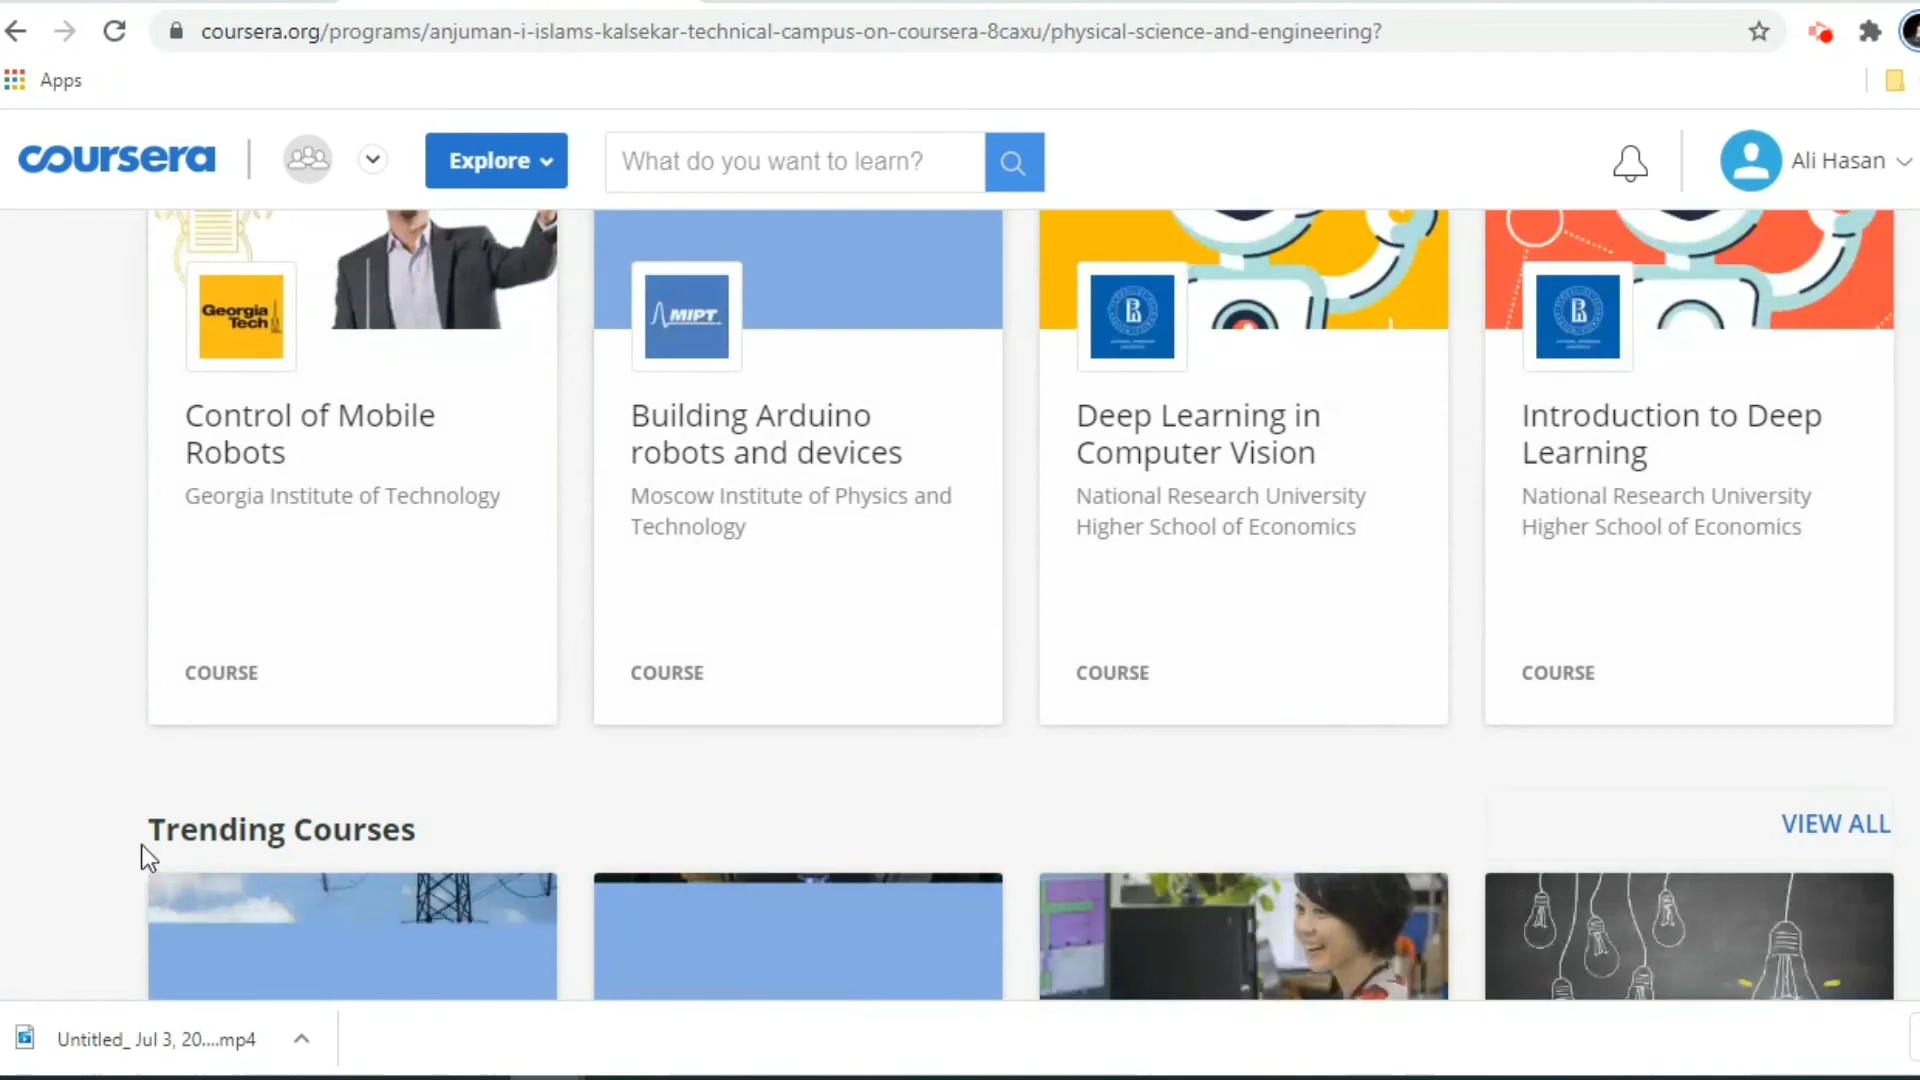 coursera.org/programs/anjuman-i-islams-kalsekar-technical-campus-on-coursera-8caxu/physical-science-and-engineering?
Apps
coursera
Explore
What do you want to learn?
Ali Hasan
Georgia
Tech
MIPT
Control of Mobile
Robots
Georgia Institute of Technology
COURSE
Building Arduino
robots and devices
Moscow Institute of Physics and
Technology
COURSE
Deep Learning in
Computer Vision
National Research University
Higher School of Economics
COURSE
Introduction to Deep
Learning
National Research University
Higher School of Economics
COURSE
Trending Courses
VIEW ALL
Untitled_ Jul 3, 20....mp4